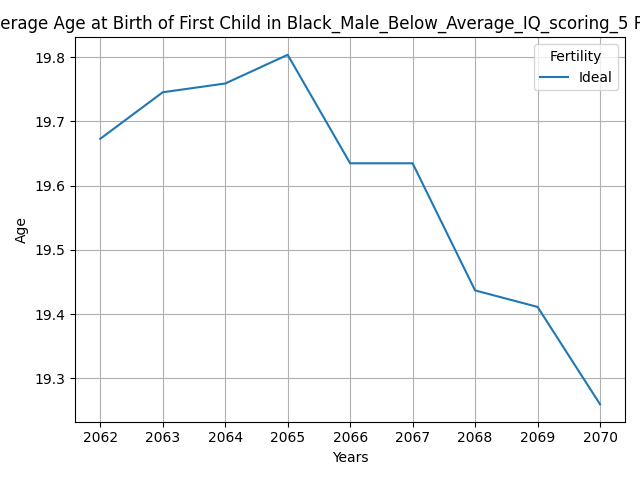 erage Age at Birth of First Child in Black_Male_Below_Average_IQ_scoring_5
Fertility
Ideal
19.8
19.7
19.6
19.5
19.4
19.3
Age
2062 2063 2064 2065 2066 2067 2068 2069 2070
Years